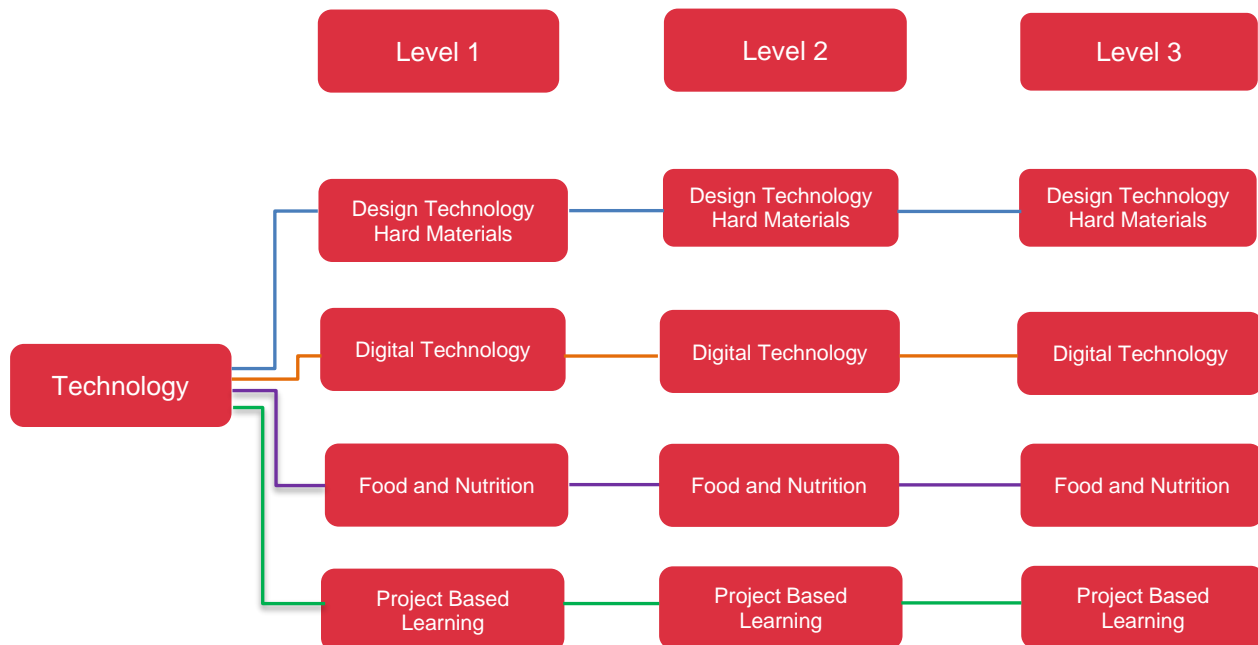 Level 1
Level 2
Level 3
Design Technology
Hard Materials
Design Technology
Hard Materials
Design Technology
Hard Materials
Technology
Digital Technology
Digital Technology
Digital Technology
Food and Nutrition
Food and Nutrition
Food and Nutrition
Project Based
Learning
Project Based
Learning
Project Based
Learning